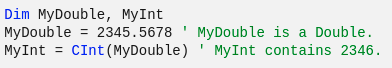 Dim MyDouble, MyInt
MyDouble = 2345.5678 ' MyDouble is a Double.
MyInt = CInt(MyDouble) ' MyInt contains 2346.